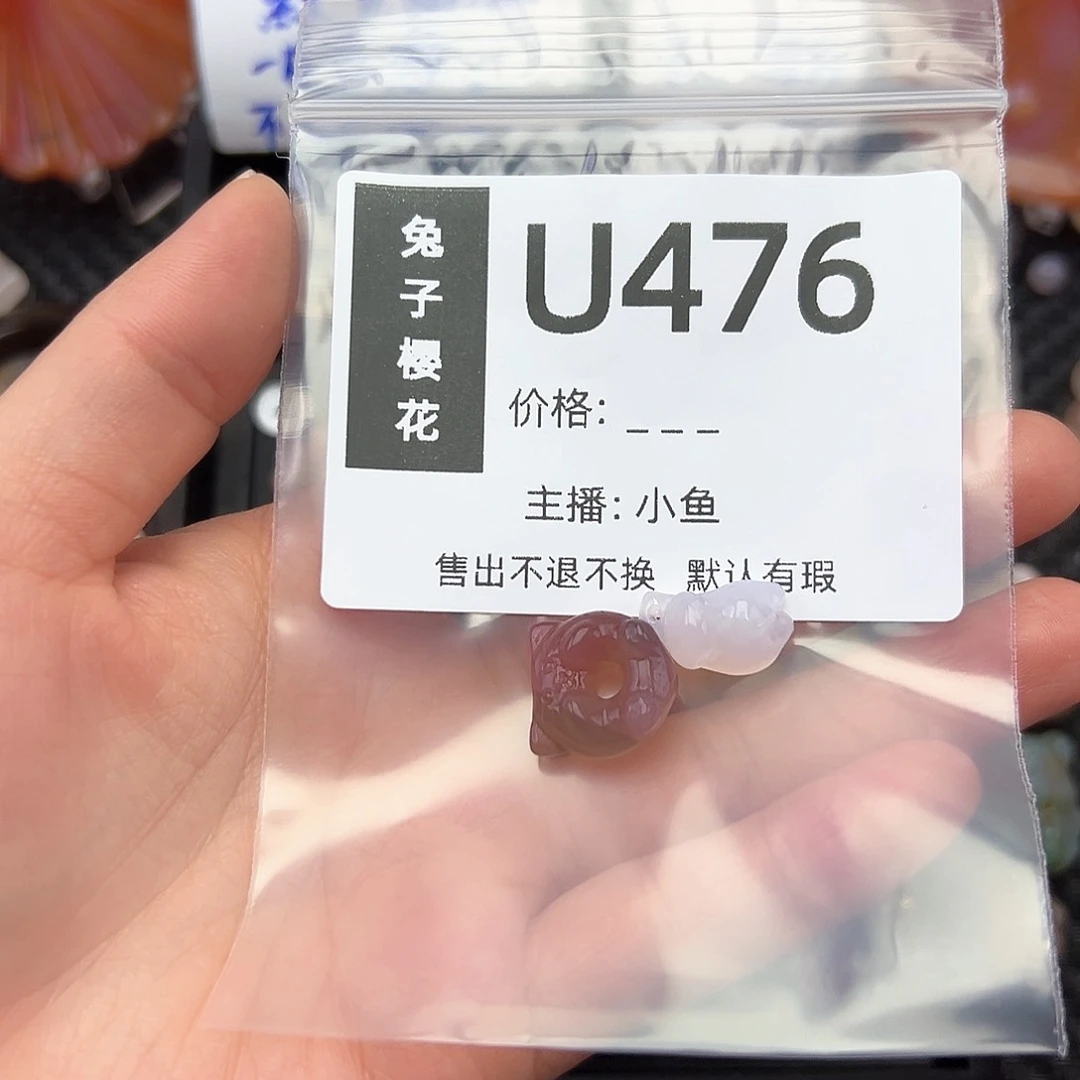 兔子樱花
U476
价格: _ _ _
主播: 小鱼
售出不退不换 默认有瑕